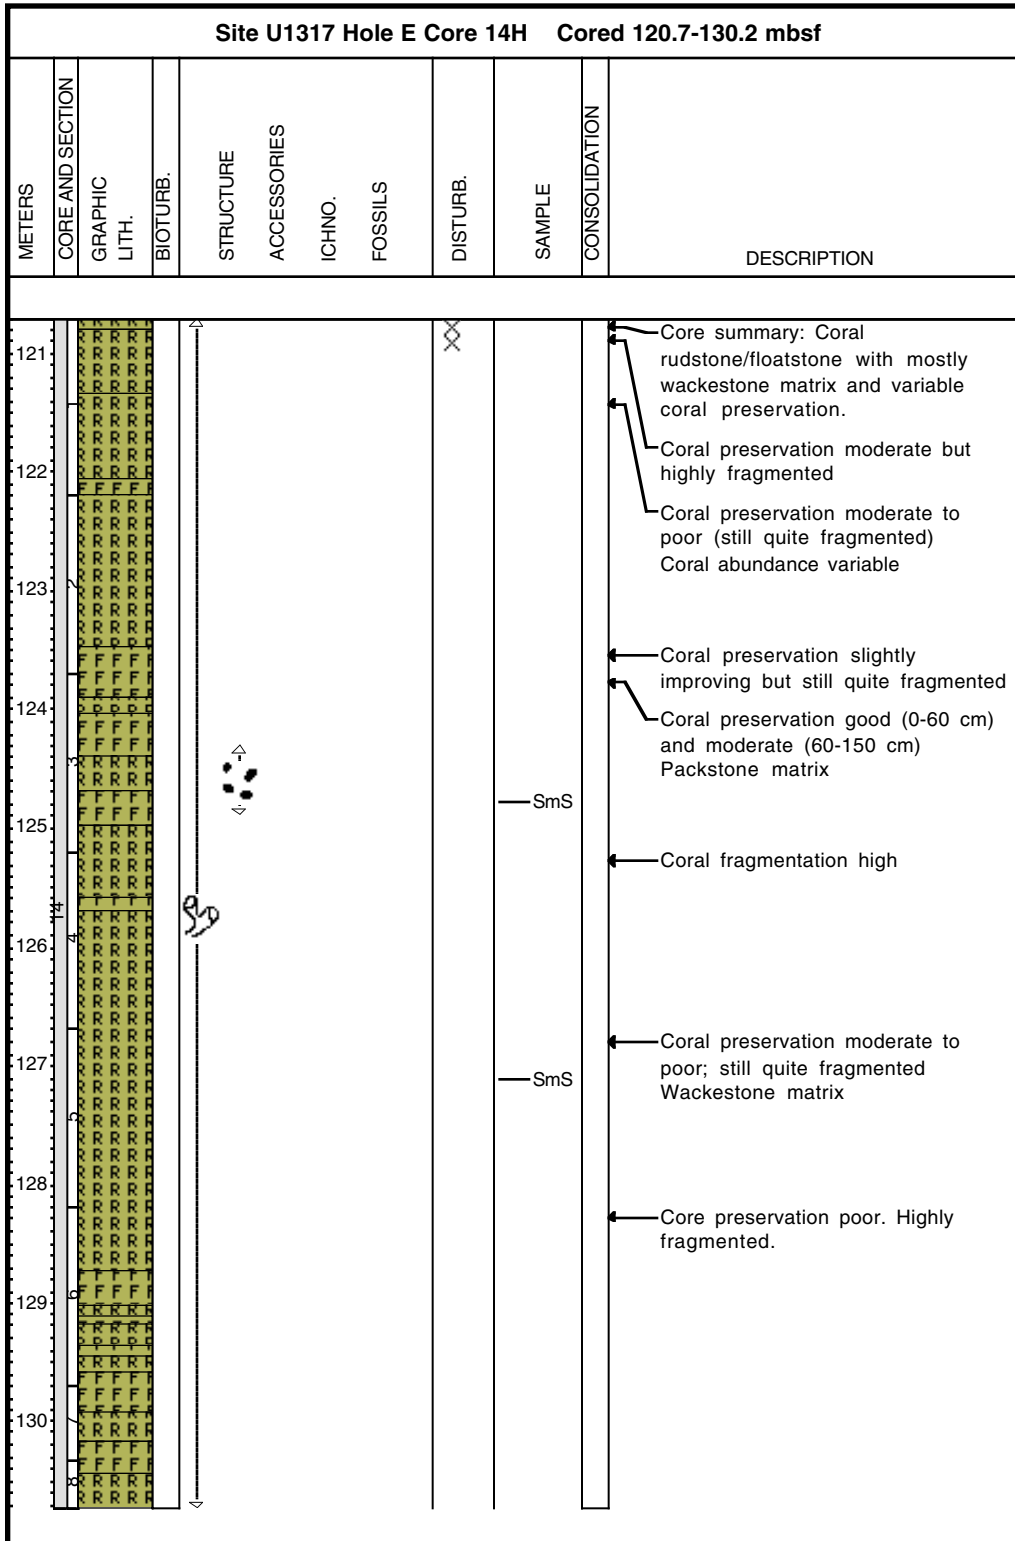 Site U1317 Hole E Core 14H Cored 120.7-130.2 mbsf
METERS
CORE AND SECTION
GRAPHIC
LITH.
BIOTURB.
STRUCTURE
ACCESSORIES
ICHNO.
FOSSILS
DISTURB.
SAMPLE
CONSOLIDATION
DESCRIPTION
Core summary: Coral
rudstone/floatstone with mostly
wackestone matrix and variable
coral preservation.
Coral preservation moderate but
highly fragmented
Coral preservation moderate to
poor (still quite fragmented)
Coral abundance variable
Coral preservation slightly
improving but still quite fragmented
Coral preservation good (0-60 cm)
and moderate (60-150 cm)
Packstone matrix
SmS
Coral fragmentation high
Coral preservation moderate to
poor; still quite fragmented
Wackestone matrix
SmS
Core preservation poor. Highly
fragmented.
121
122
123
124
125
126
127
128
129
130
14
2
3
4
5
6
7
8